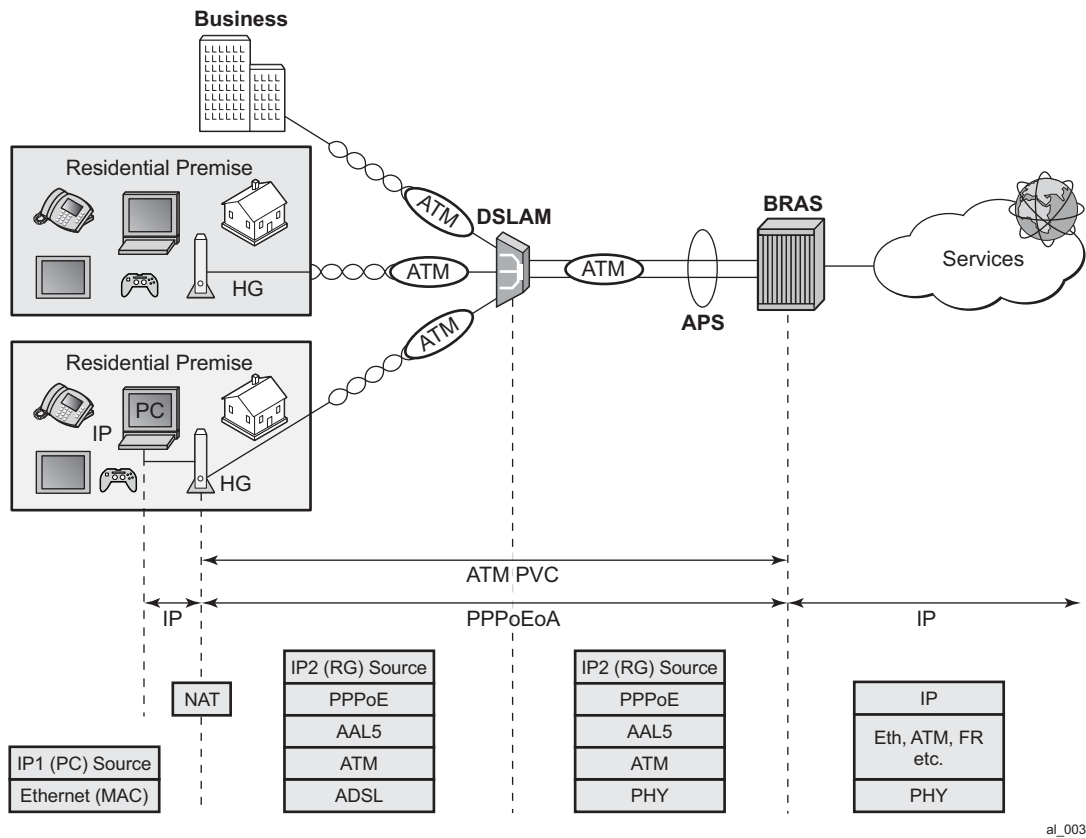 Business
Residential Premise
HG
ATM
ATM
ATM
DSLAM
ATM
APS
BRAS
Services
Residential Premise
PC
IP
HG
ATM PVC
IP
PPPoEoA
IP
NAT
IP1 (PC) Source
Ethernet (MAC)
IP2 (RG) Source
PPPoE
AAL5
ATM
ADSL
IP2 (RG) Source
PPPoE
AAL5
ATM
PHY
IP
Eth, ATM, FR
etc.
PHY
al_003